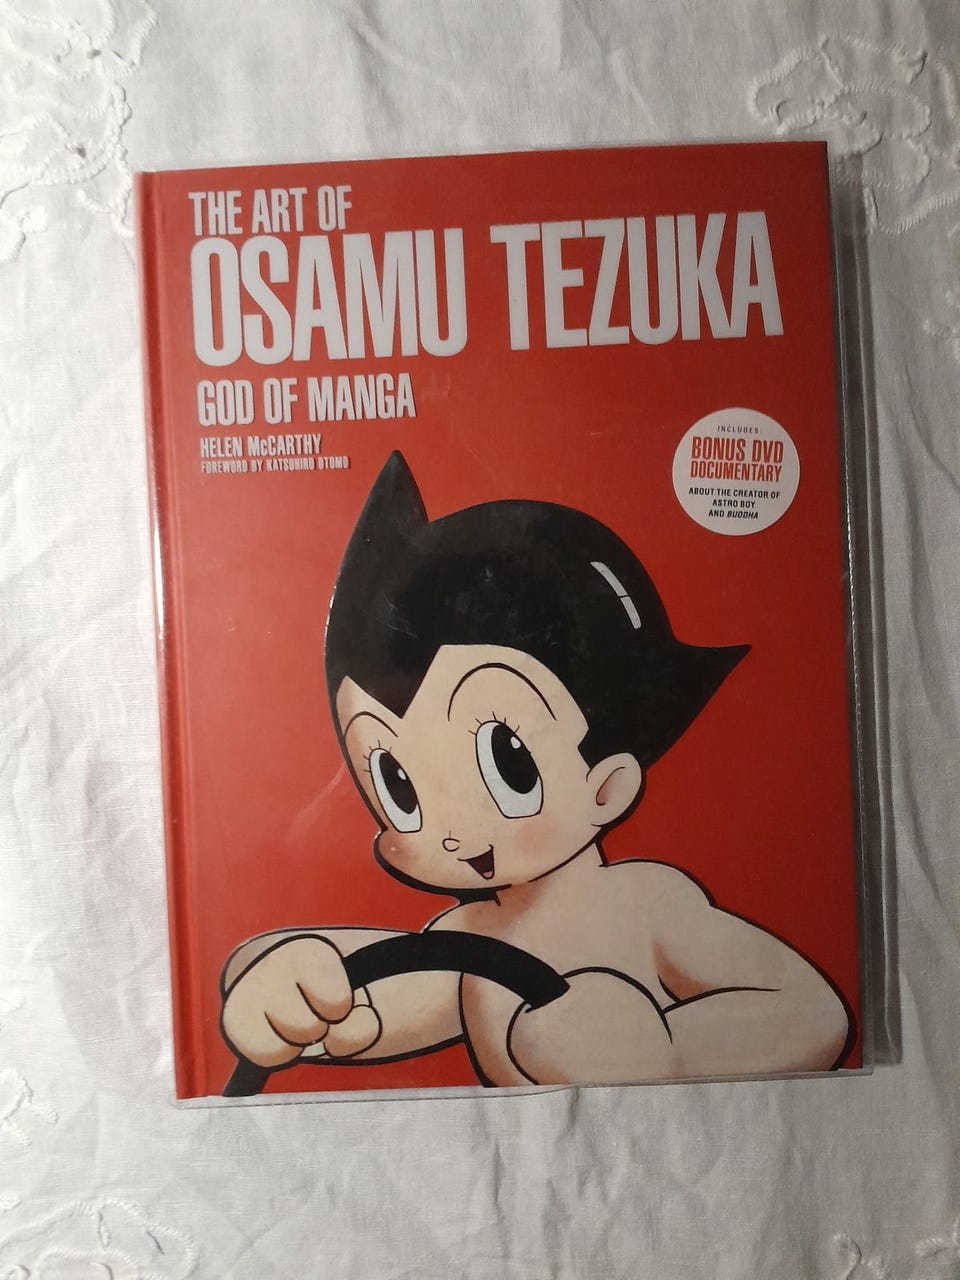 THE ART OF
OSAMU TEZUKA
GOD OF MANGA
HELEN McCARTHY
FOREWORD BY KATSUHIRO OTOMO
INCLUDES:
BONUS DVD
DOCUMENTARY
ABOUT THE CREATOR OF
ASTRO BOY
AND BUDDHA